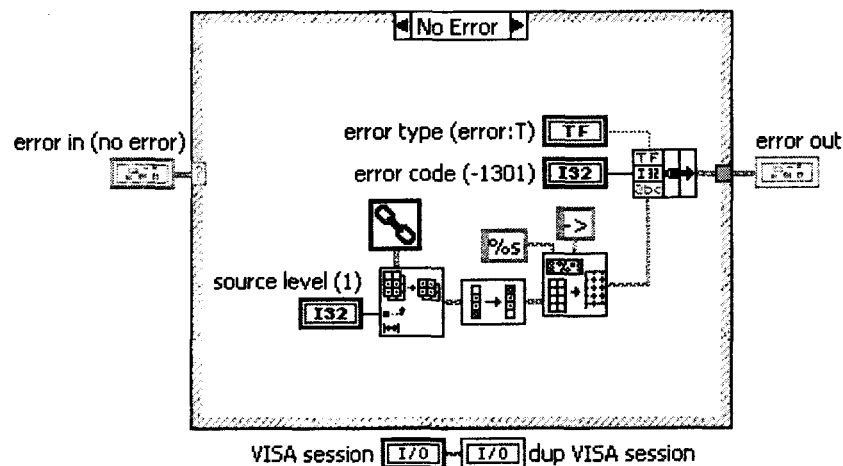 No Error
error in (no error)
error type (error:T)
TF
error code (-1301)
I32
TF
I32
abc
error out
->
%s
source level (1)
I32
VISA session
I/O
I/O
dup VISA session